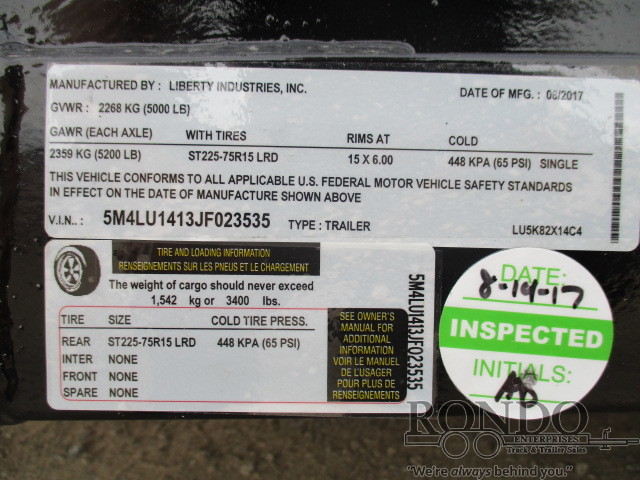 MANUFACTURED BY : LIBERTY INDUSTRIES, INC. DATE OF MFG. : 08/2017
GVWR : 2268 KG (5000 LB)
GAWR (EACH AXLE) WITH TIRES RIMS AT COLD
2359 KG (5200 LB) ST225-75R15 LRD 15 X 6.00 448 KPA (65 PSI) SINGLE
THIS VEHICLE CONFORMS TO ALL APPLICABLE U.S. FEDERAL MOTOR VEHICLE SAFETY STANDARDS
IN EFFECT ON THE DATE OF MANUFACTURE SHOWN ABOVE
V.I.N.: 5M4LU1413JF023535 TYPE : TRAILER LU5K82X14C4
TIRE AND LOADING INFORMATION
RENSEIGNEMENTS SUR LES PNEUS ET LE CHARGEMENT
The weight of cargo should never exceed
1,542 kg or 3400 lbs.
TIRE SIZE COLD TIRE PRESS.
REAR ST225-75R15 LRD 448 KPA (65 PSI)
INTER NONE
FRONT NONE
SPARE NONE
SEE OWNER'S
MANUAL FOR
ADDITIONAL
INFORMATION
VOIR LE MANUEL
DE L'USAGER
POUR PLUS DE
RENSEIGNEMENTS
5M4LU1413JF023535
DATE:
8-14-17
INSPECTED
INITIALS:
RONDO
ENTERPRISES
Truck & Trailer Sales
"We're always behind you."